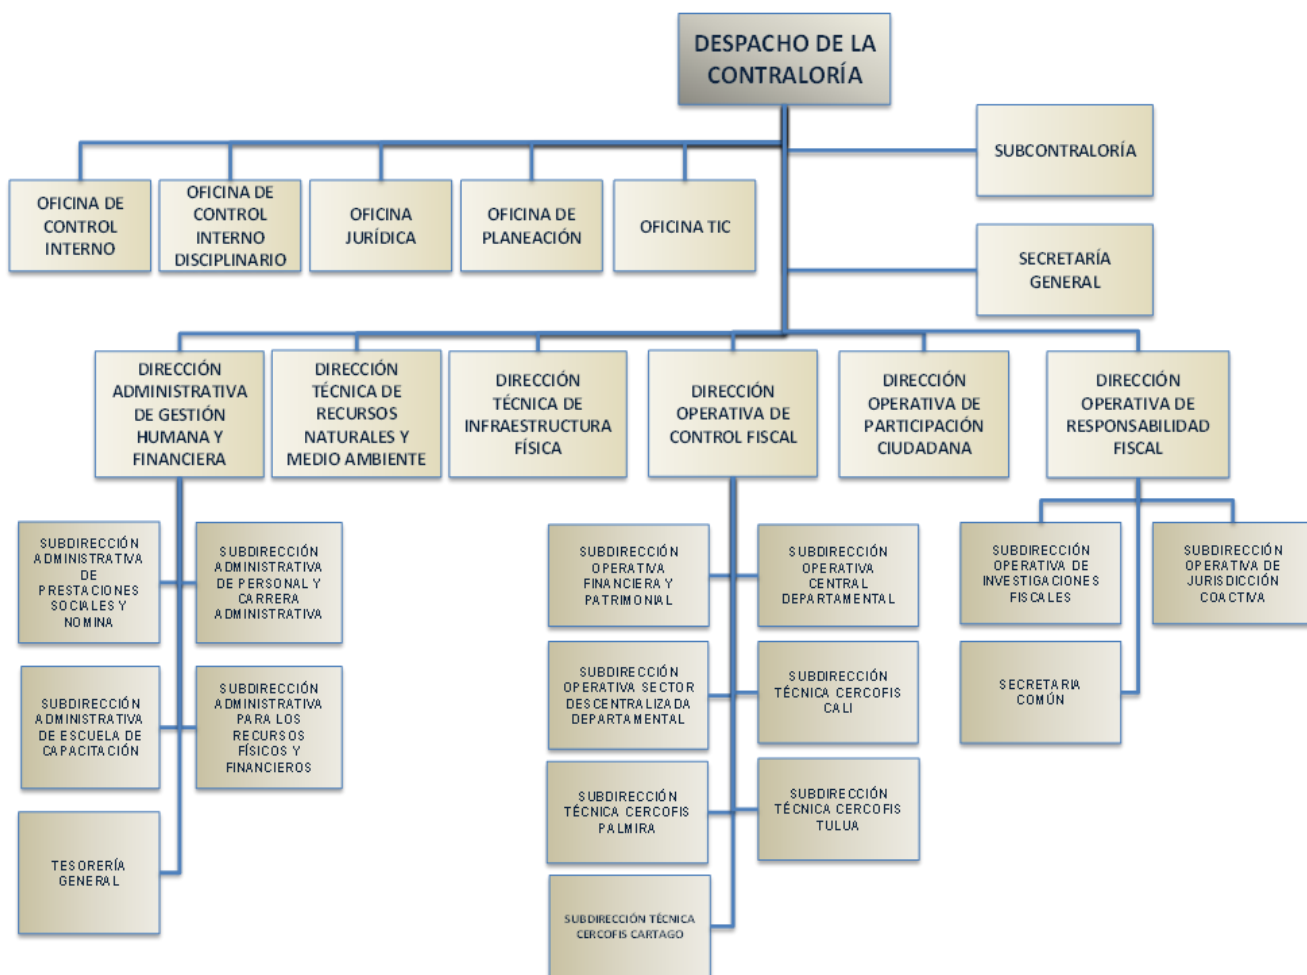 DESPACHO DE LA
CONTRALORÍA
SUBCONTRALORÍA
OFICINA DE
CONTROL
INTERNO
OFICINA DE
CONTROL
INTERNO
DISCIPLINARIO
OFICINA
JURÍDICA
OFICINA DE
PLANEACIÓN
OFICINA TIC
SECRETARÍA
GENERAL
DIRECCIÓN
ADMINISTRATIVA
DE GESTIÓN
HUMANA Y
FINANCIERA
DIRECCIÓN
TÉCNICA DE
RECURSOS
NATURALES Y
MEDIO AMBIENTE
DIRECCIÓN
TÉCNICA DE
INFRAESTRUCTURA
FÍSICA
DIRECCIÓN
OPERATIVA DE
CONTROL FISCAL
DIRECCIÓN
OPERATIVA DE
PARTICIPACIÓN
CIUDADANA
DIRECCIÓN
OPERATIVA DE
RESPONSABILIDAD
FISCAL
SUBDIRECCIÓN
ADMINISTRATIVA
DE
PRESTACIONES
SOCIALES Y
NOMINA
SUBDIRECCIÓN
ADMINISTRATIVA
DE PERSONAL Y
CARRERA
ADMINISTRATIVA
SUBDIRECCIÓN
ADMINISTRATIVA
DE ESCUELA DE
CAPACITACIÓN
SUBDIRECCIÓN
ADMINISTRATIVA
PARA LOS
RECURSOS
FÍSICOS Y
FINANCIEROS
TESORERÍA
GENERAL
SUBDIRECCIÓN
OPERATIVA
FINANCIERA Y
PATRIMONIAL
SUBDIRECCIÓN
OPERATIVA
CENTRAL
DEPARTAMENTAL
SUBDIRECCIÓN
OPERATIVA SECTOR
DESCENTRALIZADA
DEPARTAMENTAL
SUBDIRECCIÓN
TÉCNICA CERCOFIS
CALI
SUBDIRECCIÓN
TÉCNICA CERCOFIS
PALMIRA
SUBDIRECCIÓN
TÉCNICA CERCOFIS
TULUA
SUBDIRECCIÓN TÉCNICA
CERCOFIS CARTAGO
SUBDIRECCIÓN
OPERATIVA DE
INVESTIGACIONES
FISCALES
SUBDIRECCIÓN
OPERATIVA DE
JURISDICCIÓN
COACTIVA
SECRETARIA
COMÚN